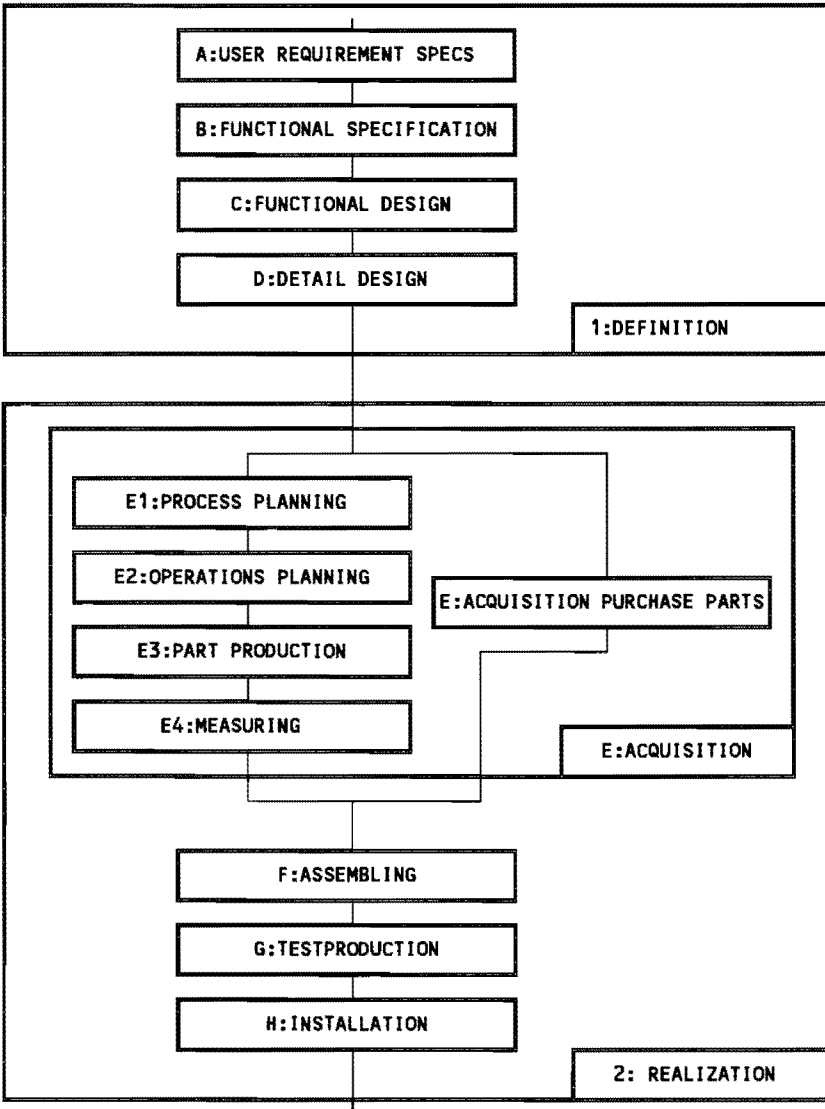 A:USER REQUIREMENT SPECS
B:FUNCTIONAL SPECIFICATION
C:FUNCTIONAL DESIGN
D:DETAIL DESIGN
1:DEFINITION
E1:PROCESS PLANNING
E2:OPERATIONS PLANNING
E:ACQUISITION PURCHASE PARTS
E3:PART PRODUCTION
E4:MEASURING
E:ACQUISITION
F:ASSEMBLING
G:TESTPRODUCTION
H:INSTALLATION
2: REALIZATION